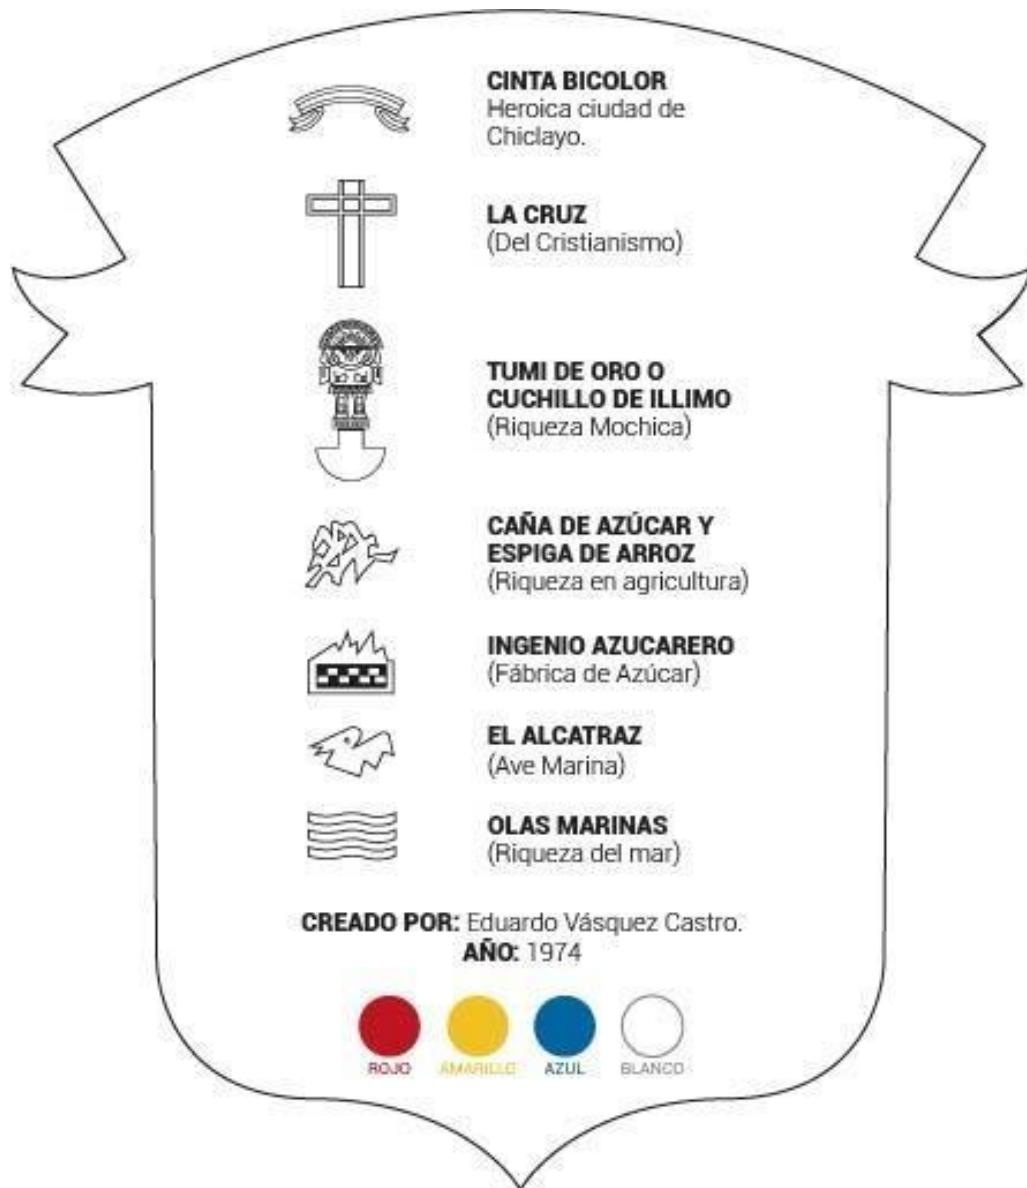 CINTA BICOLOR
Heroica ciudad de
Chiclayo.
LA CRUZ
(Del Cristianismo)
TUMI DE ORO O
CUCHILLO DE ILLIMO
(Riqueza Mochica)
CAÑA DE AZÚCAR Y
ESPIGA DE ARROZ
(Riqueza en agricultura)
INGENIO AZUCARERO
(Fábrica de Azúcar)
EL ALCATRAZ
(Ave Marina)
OLAS MARINAS
(Riqueza del mar)
CREADO POR: Eduardo Vásquez Castro.
AÑO: 1974
ROJO AMARILLO AZUL BLANCO